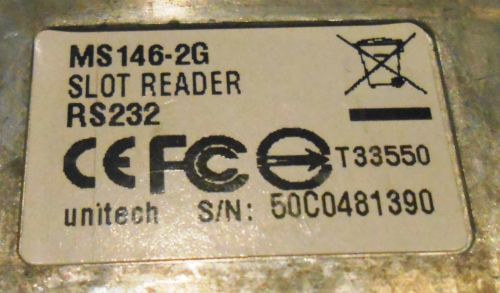 MS146-2G
SLOT READER
RS232
CE FC T33550
unitech S/N: 50C0481390